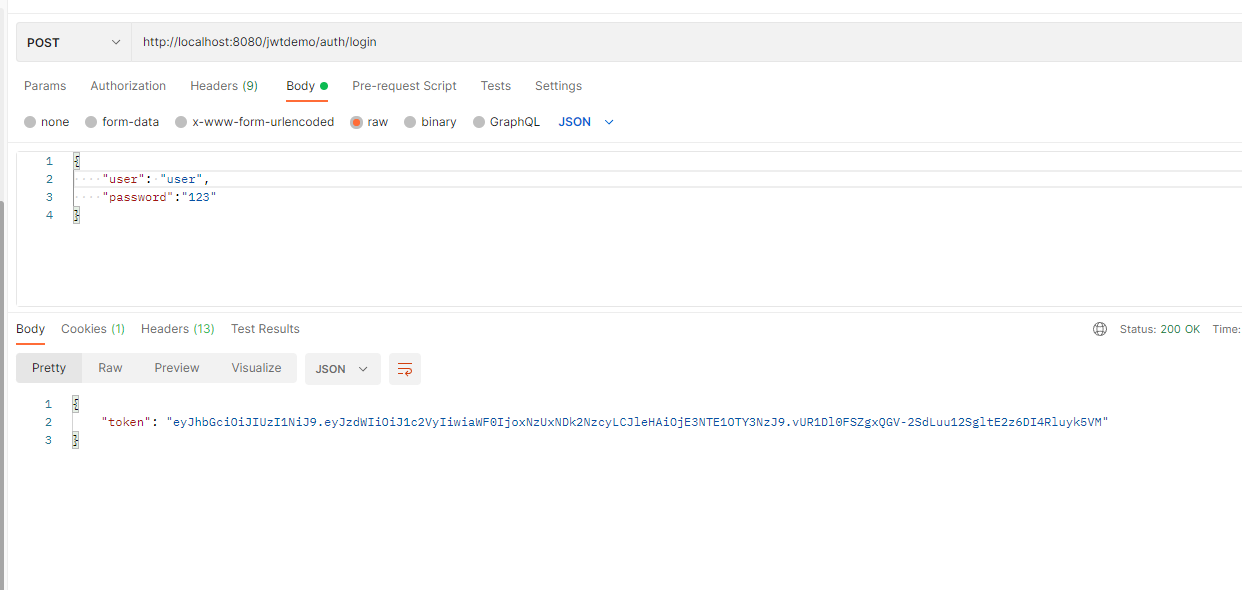 POST http://localhost:8080/jwtdemo/auth/login
Params Authorization Headers (9) Body Pre-request Script Tests Settings
none form-data x-www-form-urlencoded raw binary GraphQL JSON
1 {
2 "user": "user",
3 "password":"123"
4 }
Body Cookies (1) Headers (13) Test Results Status: 200 OK Time:
Pretty Raw Preview Visualize JSON
1 {
2 "token": "eyJhbGciOiJIUzI1NiJ9.eyJzdWIiOiJ1c2VyIiwiaWF0IjoxNzUxNDk2NzcyLCJleHAiOjE3NTE1OTY3NzJ9.vUR1Dl0FSZgxQGV-2SdLuu12SgltE2z6DI4Rluyk5VM"
3 }